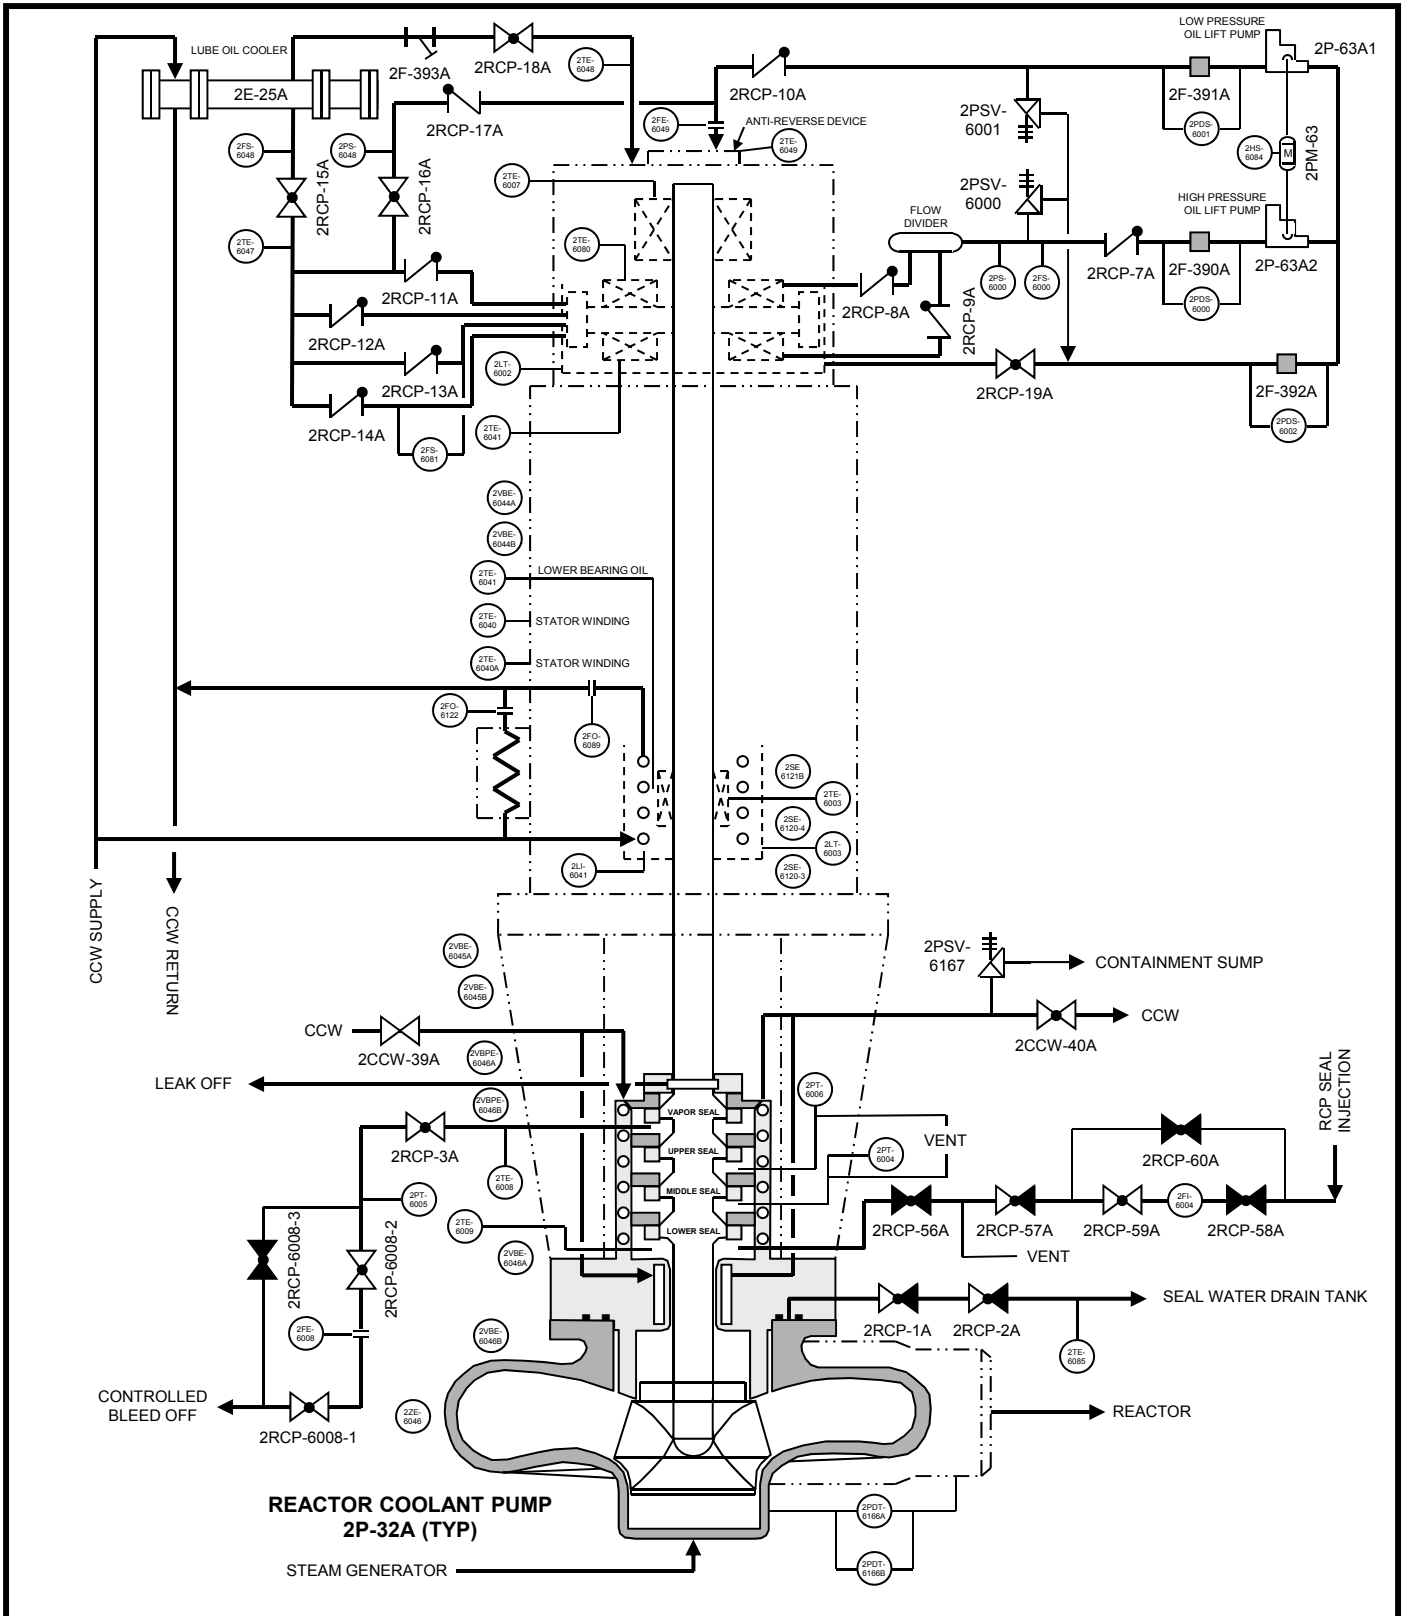 LOW PRESSURE
OIL LIFT PUMP
2P-63A1
LUBE OIL COOLER
2F-393A
2RCP-18A
2TE-
6048
2E-25A
2RCP-10A
2F-391A
2PSV-
6001
2PDS-
6001
2RCP-17A
2FE-
6049
ANTI-REVERSE DEVICE
2TE-
6049
2HS-
6084
M
2PM-63
2FS-
6048
2PS-
6048
2RCP-15A
2RCP-16A
2TE-
6007
2PSV-
6000
HIGH PRESSURE
OIL LIFT PUMP
FLOW
DIVIDER
2TE-
6047
2TE-
6080
2P-63A2
2F-390A
2RCP-7A
2PS-
6000
2FS-
6000
2PDS-
6000
2RCP-11A
2RCP-8A
2RCP-9A
2RCP-12A
2LT-
6002
2RCP-13A
2RCP-19A
2F-392A
2RCP-14A
2TE-
6041
2PDS-
6002
2FS-
6081
2VBE-
6044A
2VBE-
6044B
2TE-
6041
LOWER BEARING OIL
2TE-
6040
STATOR WINDING
2TE-
6040A
STATOR WINDING
2FO-
6122
2FO-
6089
2SE
6121B
2TE-
6003
2SE-
6120-4
2LT-
6003
2LI-
6041
2SE-
6120-3
CCW SUPPLY
CCW RETURN
2VBE-
6045A
2PSV-
6167
CONTAINMENT SUMP
2VBE-
6045B
CCW
2CCW-39A
CCW
2CCW-40A
2VBPE-
6046A
LEAK OFF
2PT-
6006
RCP SEAL
INJECTION
2VBPE-
6046B
VAPOR SEAL
2RCP-3A
VENT
2RCP-60A
UPPER SEAL
2PT-
6004
2TE-
6008
2PT-
6005
MIDDLE SEAL
2FI-
6004
2RCP-56A
2RCP-57A
2RCP-59A
2RCP-58A
2TE-
6009
LOWER SEAL
2RCP-6008-3
2RCP-6008-2
2VBE-
6046A
VENT
SEAL WATER DRAIN TANK
2RCP-1A
2RCP-2A
2FE-
6008
2VBE-
6046B
2TE-
6085
CONTROLLED
BLEED OFF
2ZE-
6046
REACTOR
2RCP-6008-1
REACTOR COOLANT PUMP
2P-32A (TYP)
2PDT-
6166A
STEAM GENERATOR
2PDT-
6166B